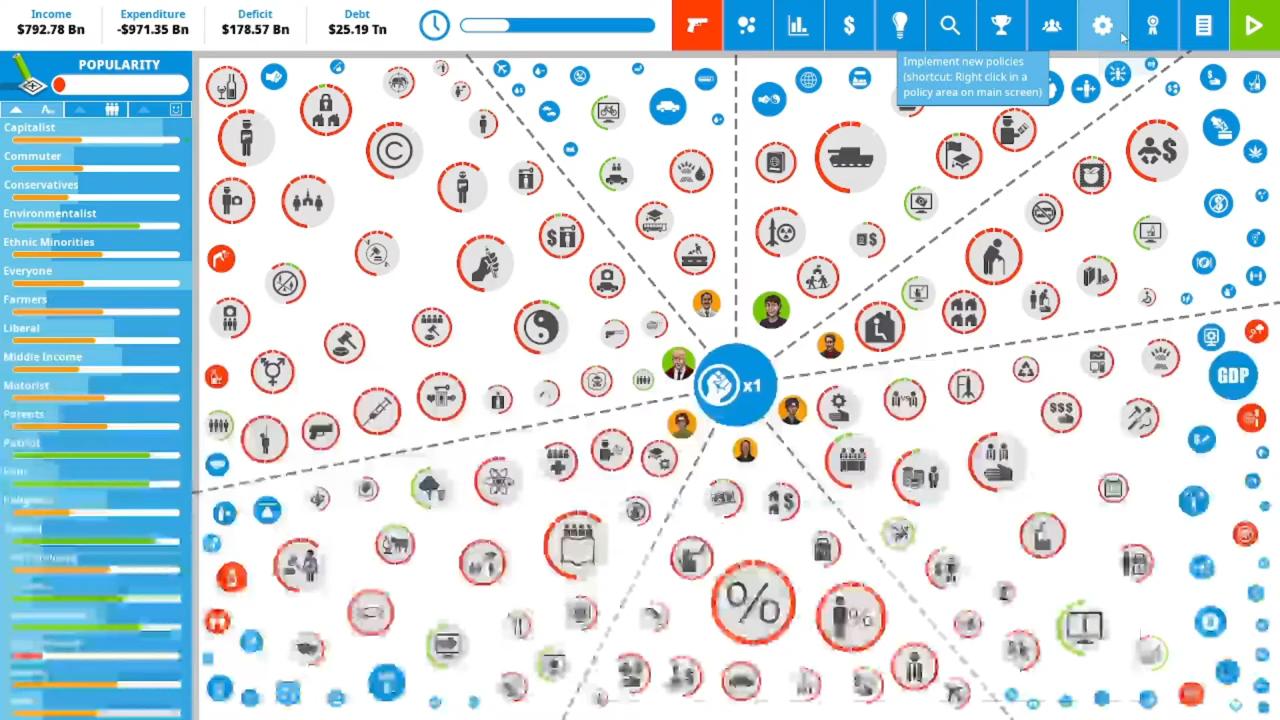 Income
$792.78 Bn
Expenditure
-$971.35 Bn
Deficit
$178.57 Bn
Debt
$25.19 Tn
POPULARITY
Implement new policies
(shortcut: Right click in a
policy area on main screen)
Capitalist
Commuter
Conservatives
Environmentalist
Ethnic Minorities
Everyone
Farmers
Liberal
Middle Income
Motorist
Parents
Patriot
x1
GDP
$$$
%